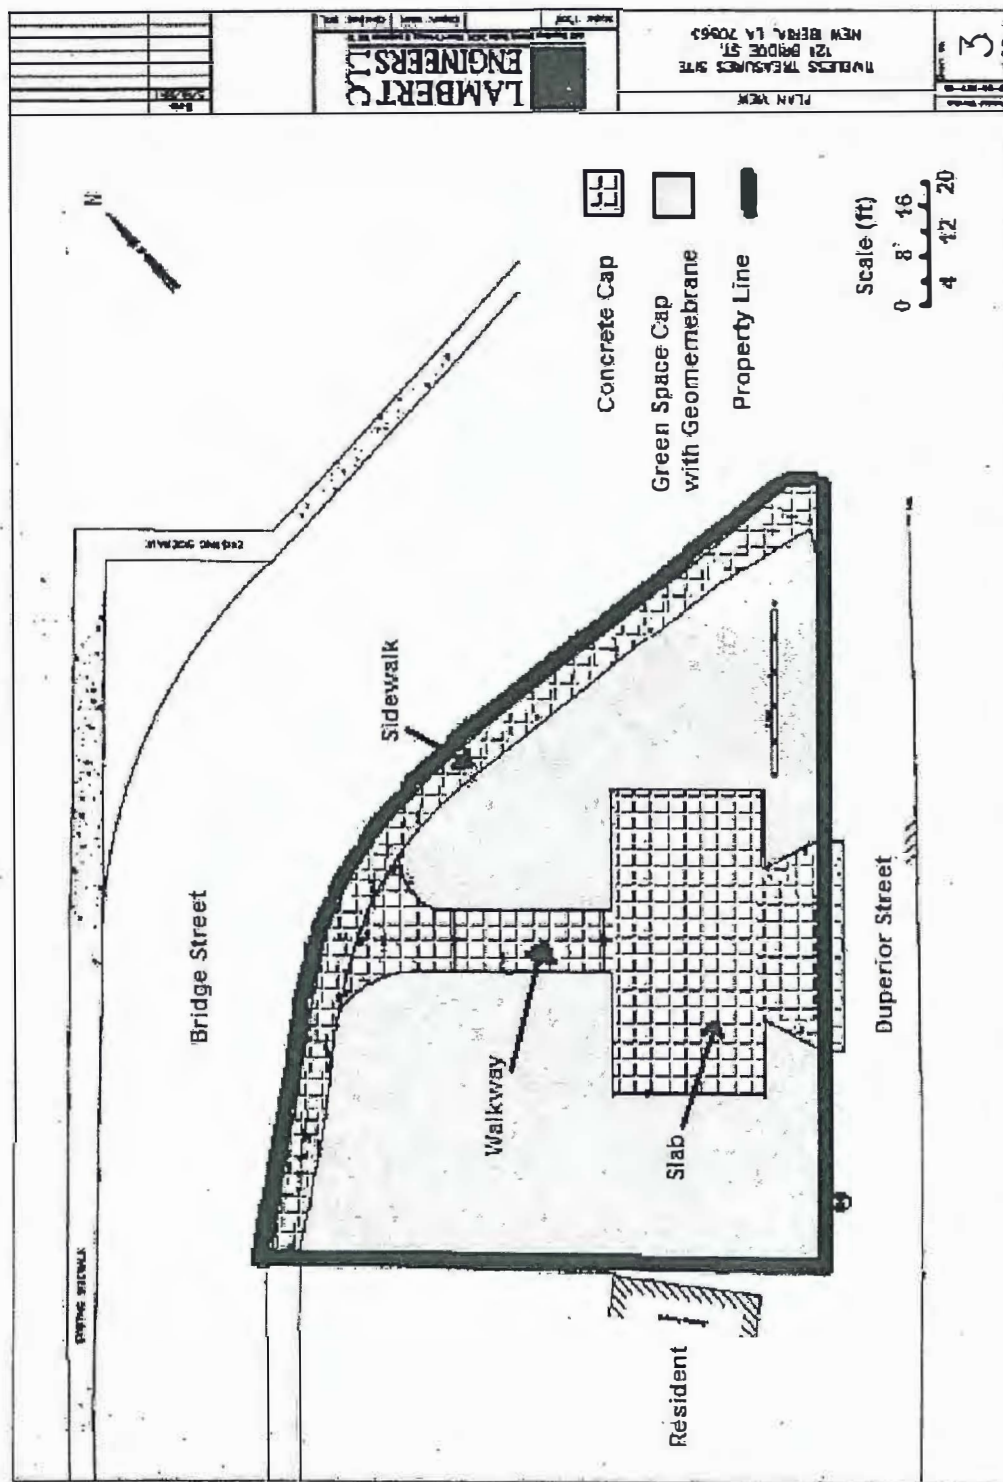 PLAN VIEW
TIMELESS TREASURES SITE
121 BRIDGE ST.
NEW IBERIA, LA 70563
LAMBERT
ENGINEERS
LLC
3
N
Concrete Cap
Green Space Cap
with Geomemebrane
Property Line
Scale (ft)
0 8' 16
4 12 20
EXISTING SIDEWALK
Sidewalk
Bridge Street
Walkway
Slab
Duperior Street
EXISTING SIDEWALK
Resident